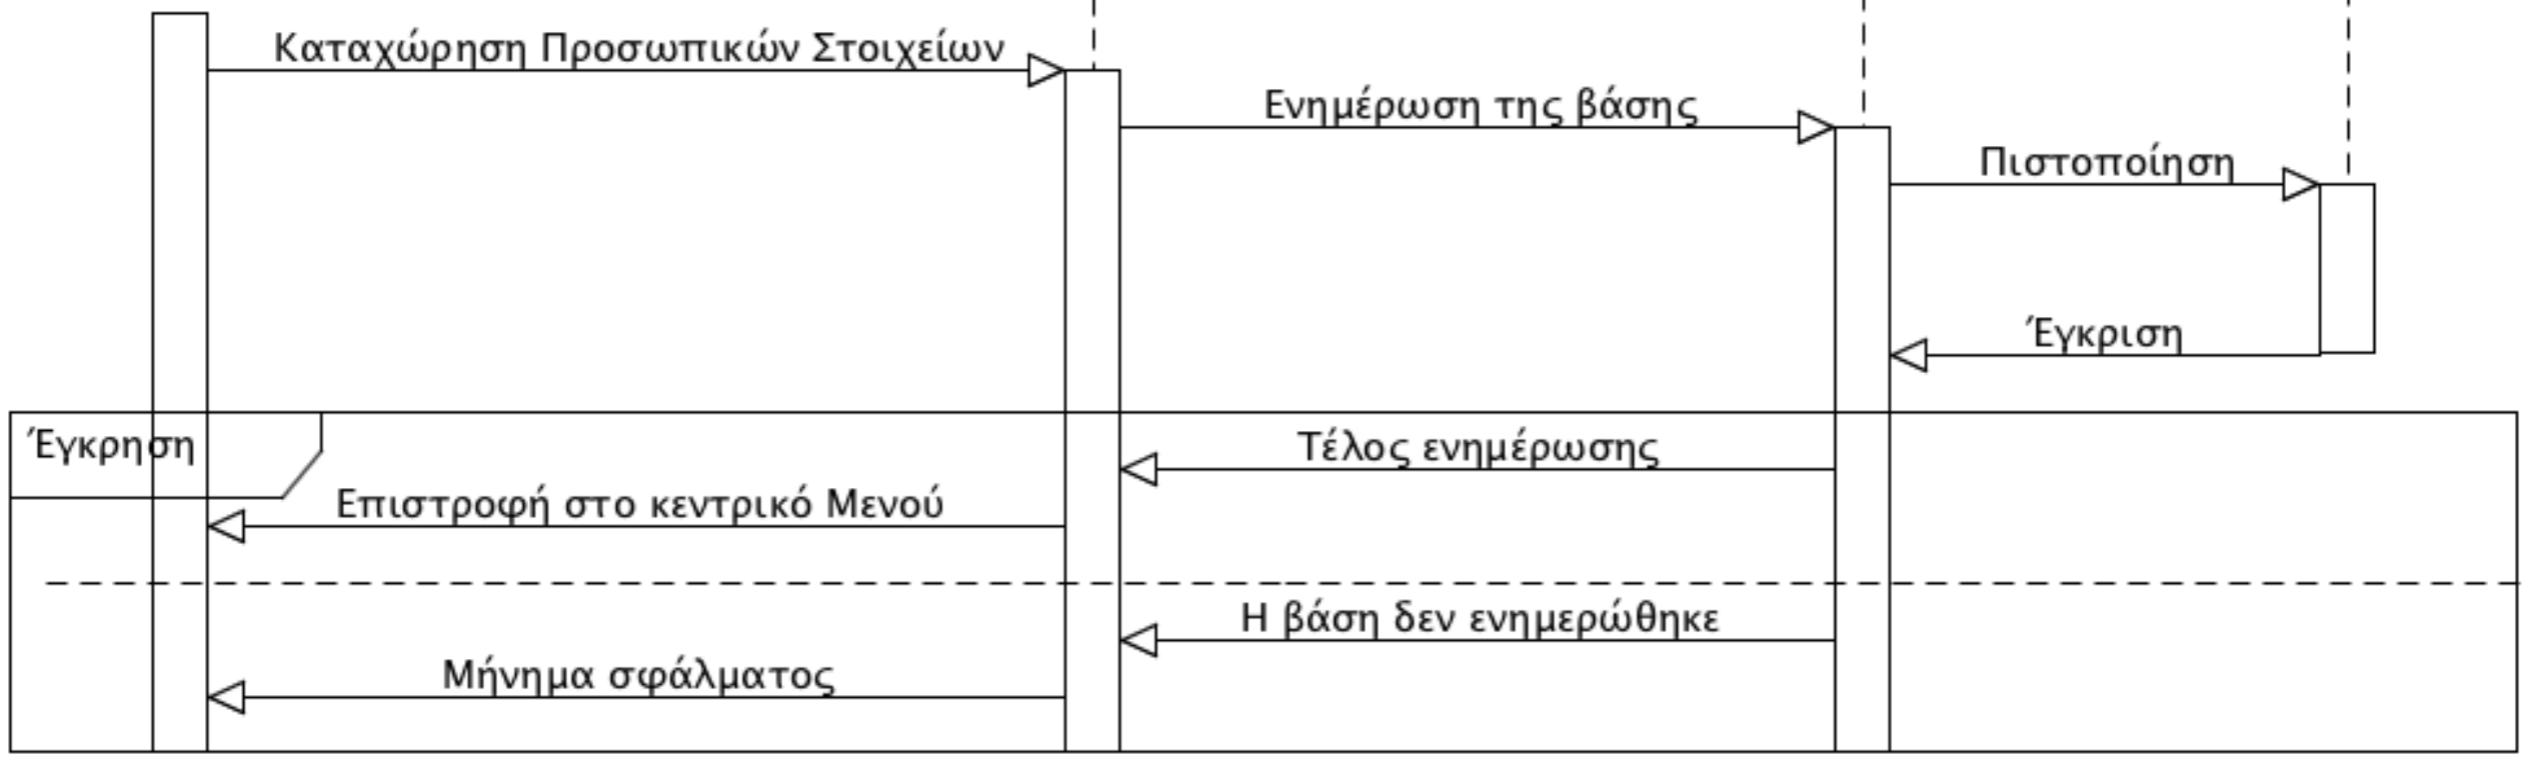 Καταχώρηση Προσωπικών Στοιχείων
Ενημέρωση της βάσης
Πιστοποίηση
Έγκριση
Έγκρηση
Τέλος ενημέρωσης
Επιστροφή στο κεντρικό Μενού
Η βάση δεν ενημερώθηκε
Μήνημα σφάλματος